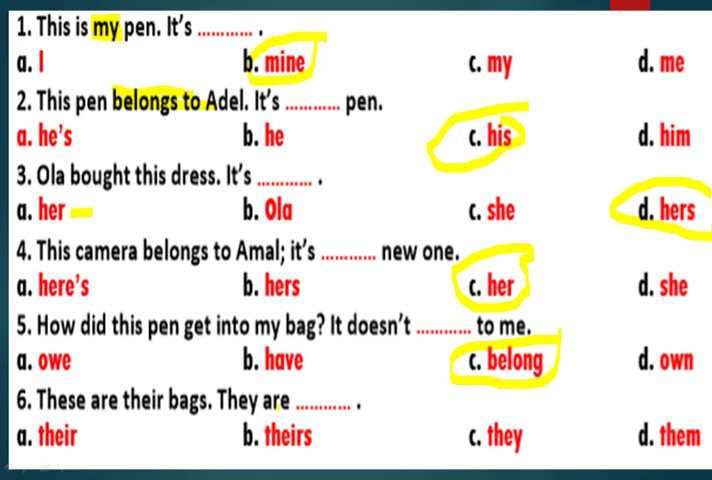 1. This is my pen. It's ............ .
a. I b. mine c. my d. me
2. This pen belongs to Adel. It's ............ pen.
a. he's b. he c. his d. him
3. Ola bought this dress. It's ............ .
a. her b. Ola c. she d. hers
4. This camera belongs to Amal; it's ............ new one.
a. here's b. hers c. her d. she
5. How did this pen get into my bag? It doesn't ............ to me.
a. owe b. have c. belong d. own
6. These are their bags. They are ............ .
a. their b. theirs c. they d. them